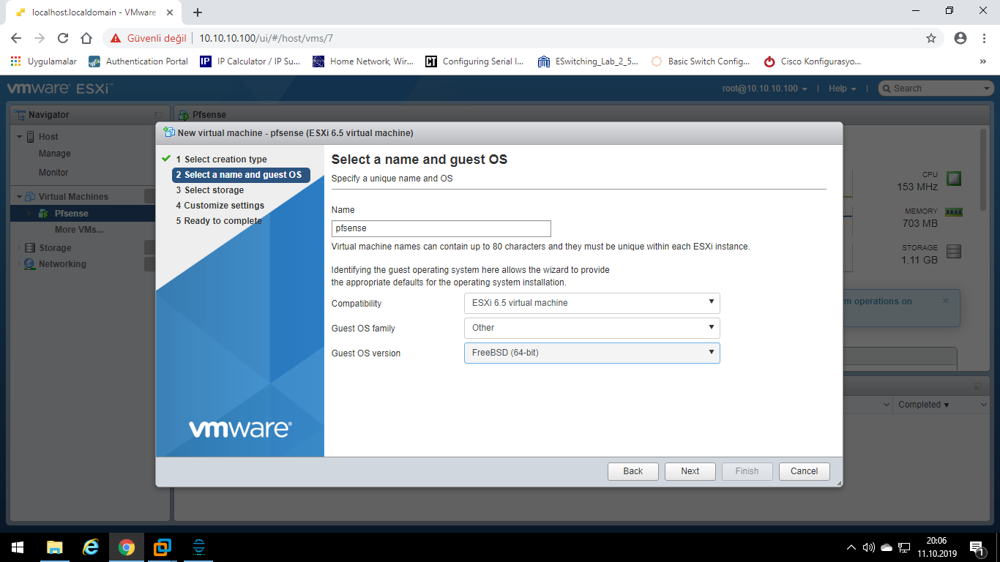 localhost.localdomain - VMware
Güvenli değil
10.10.10.100/ui/#/host/vms/7
Uygulamalar
Authentication Portal
IP
IP Calculator / IP Su...
Home Network, Wir...
CT
Configuring Serial I...
ESwitching_Lab_2_5...
Basic Switch Config...
Cisco Konfigurasyo...
»
vmware® ESXi™
root@10.10.10.100
Help
Search
Navigator
Pfsense
Host
Manage
Monitor
Virtual Machines
Pfsense
More VMs...
Storage
Networking
New virtual machine - pfsense (ESXi 6.5 virtual machine)
1 Select creation type
2 Select a name and guest OS
3 Select storage
4 Customize settings
5 Ready to complete
vmware®
Select a name and guest OS
Specify a unique name and OS
Name
pfsense
Virtual machine names can contain up to 80 characters and they must be unique within each ESXi instance.
Identifying the guest operating system here allows the wizard to provide
the appropriate defaults for the operating system installation.
Compatibility
ESXi 6.5 virtual machine
Guest OS family
Other
Guest OS version
FreeBSD (64-bit)
Back
Next
Finish
Cancel
CPU
153 MHz
MEMORY
703 MB
STORAGE
1.11 GB
m operations on
Completed
20:06
11.10.2019
1